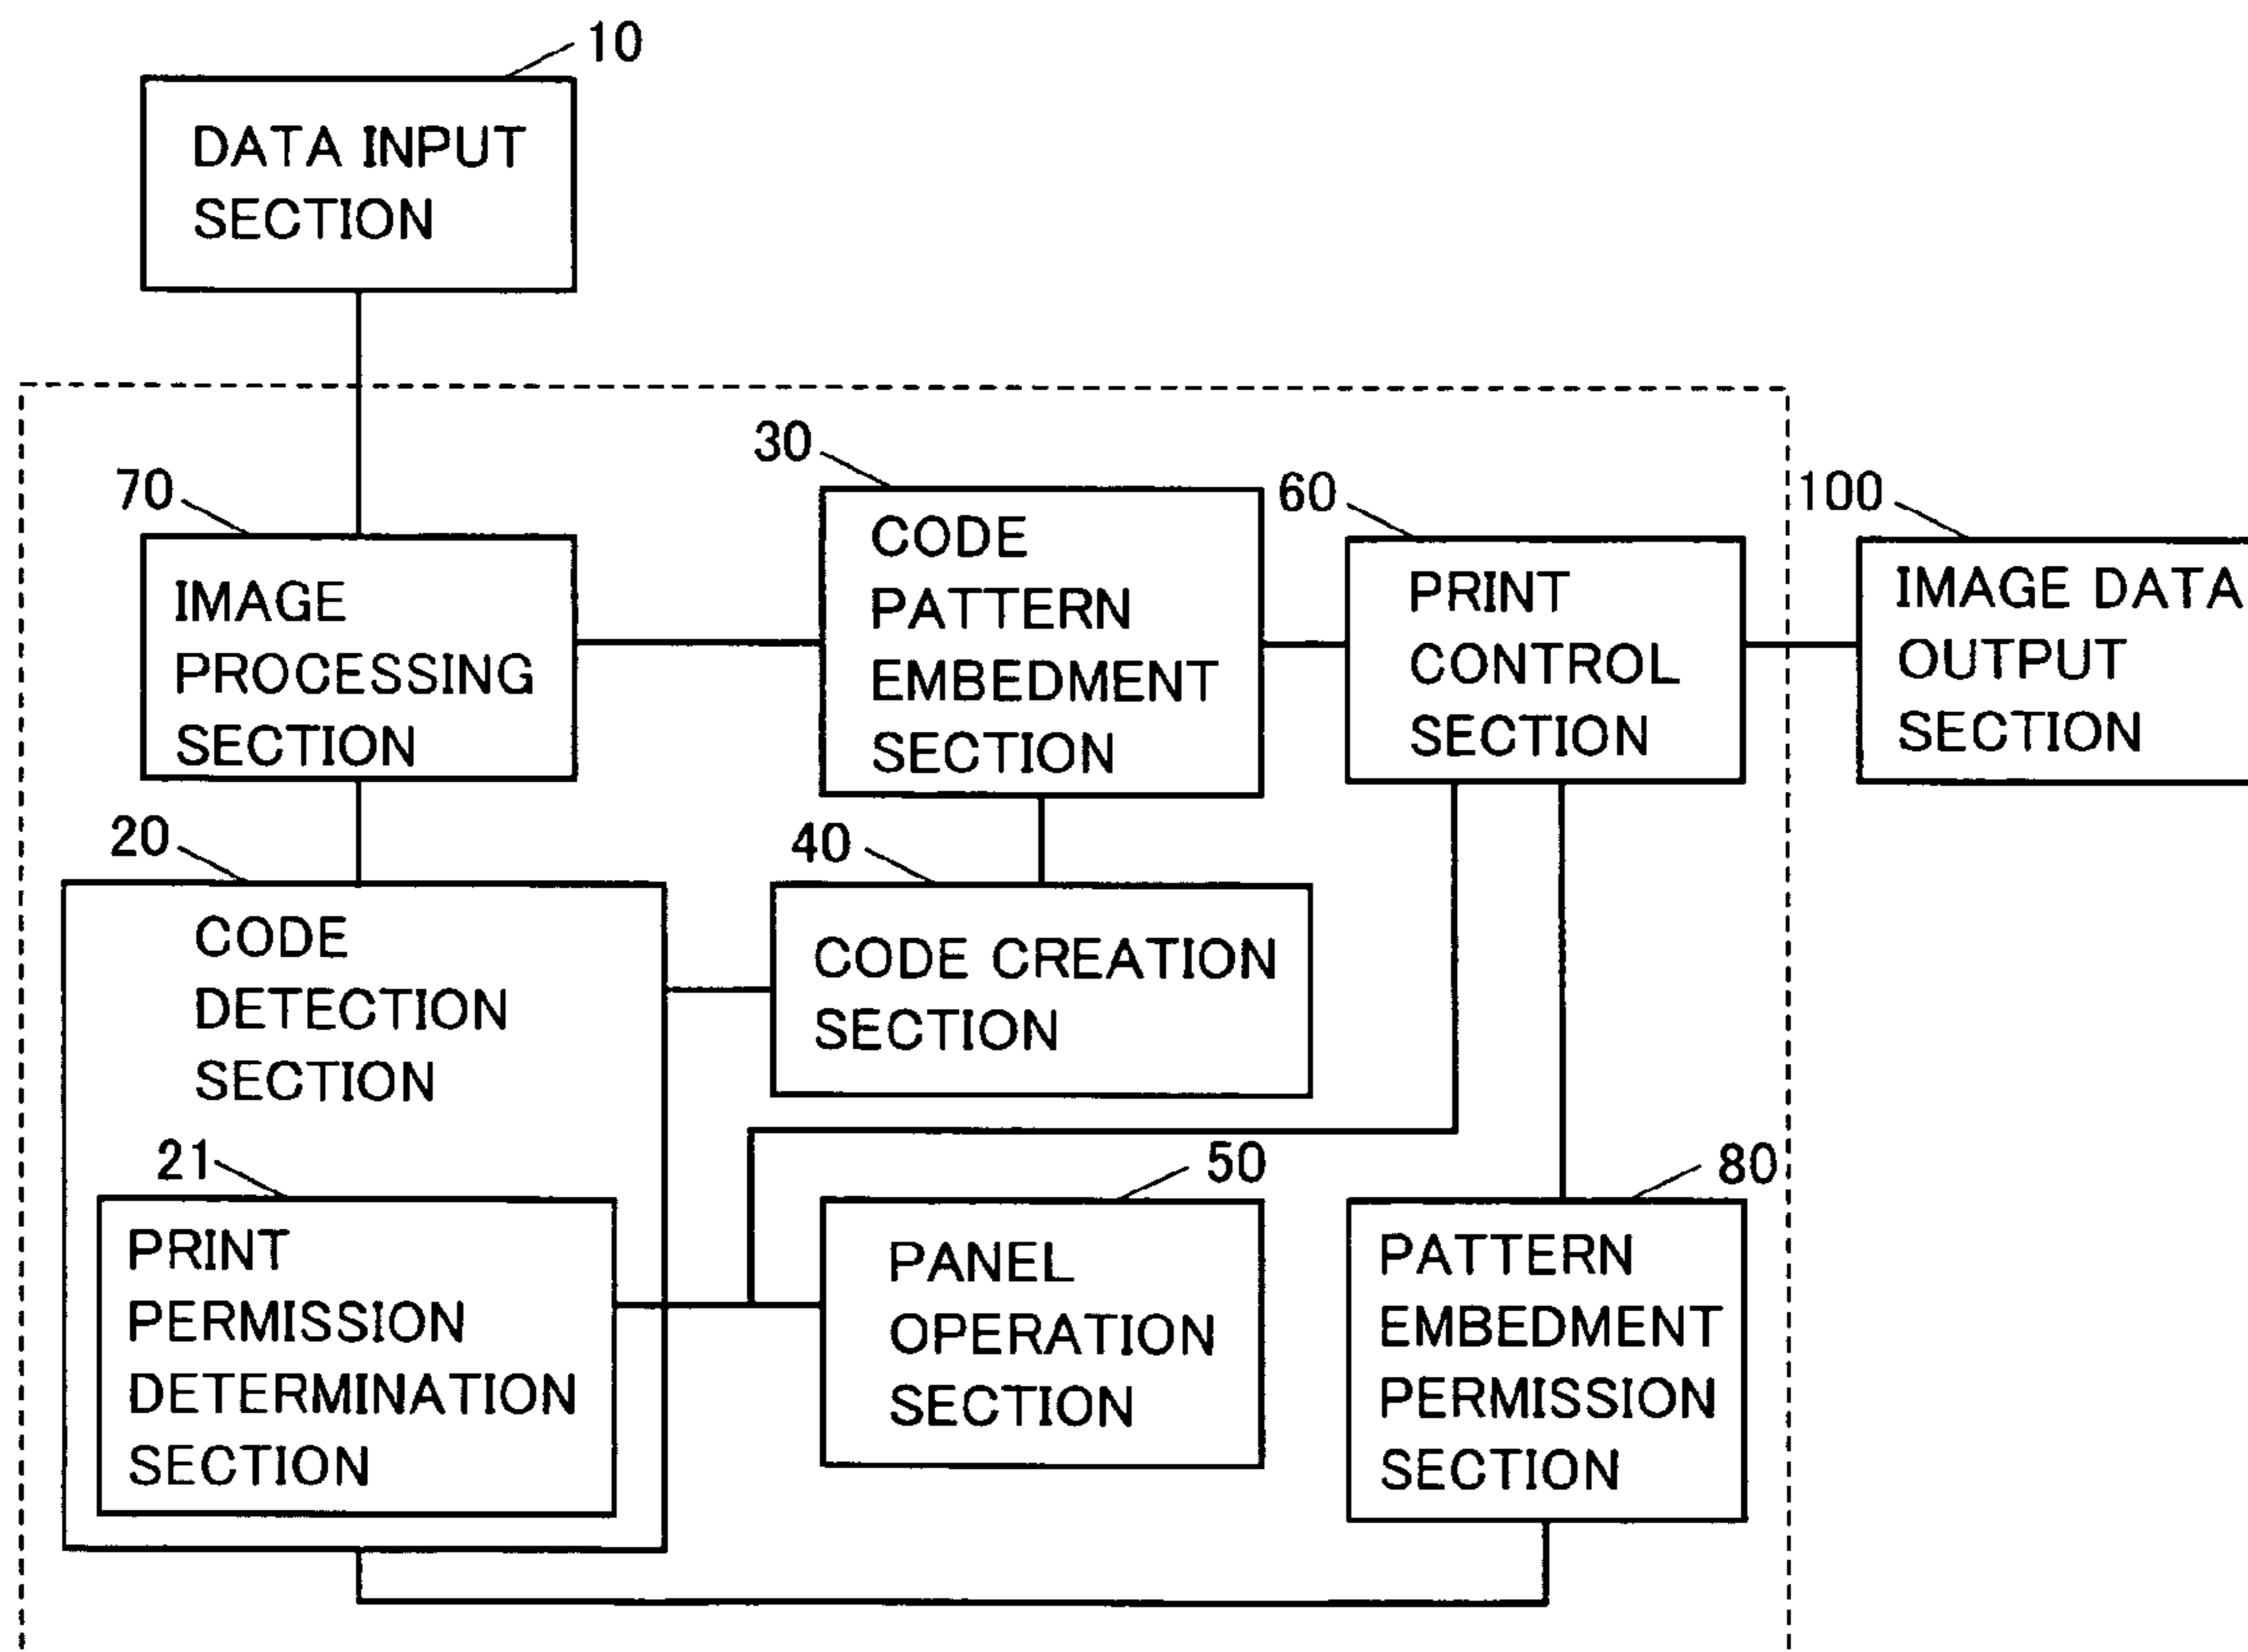 10
DATA INPUT
SECTION
70
IMAGE
PROCESSING
SECTION
30
CODE
PATTERN
EMBEDMENT
SECTION
60
PRINT
CONTROL
SECTION
100
IMAGE DATA
OUTPUT
SECTION
20
CODE
DETECTION
SECTION
40
CODE CREATION
SECTION
21
PRINT
PERMISSION
DETERMINATION
SECTION
50
PANEL
OPERATION
SECTION
80
PATTERN
EMBEDMENT
PERMISSION
SECTION